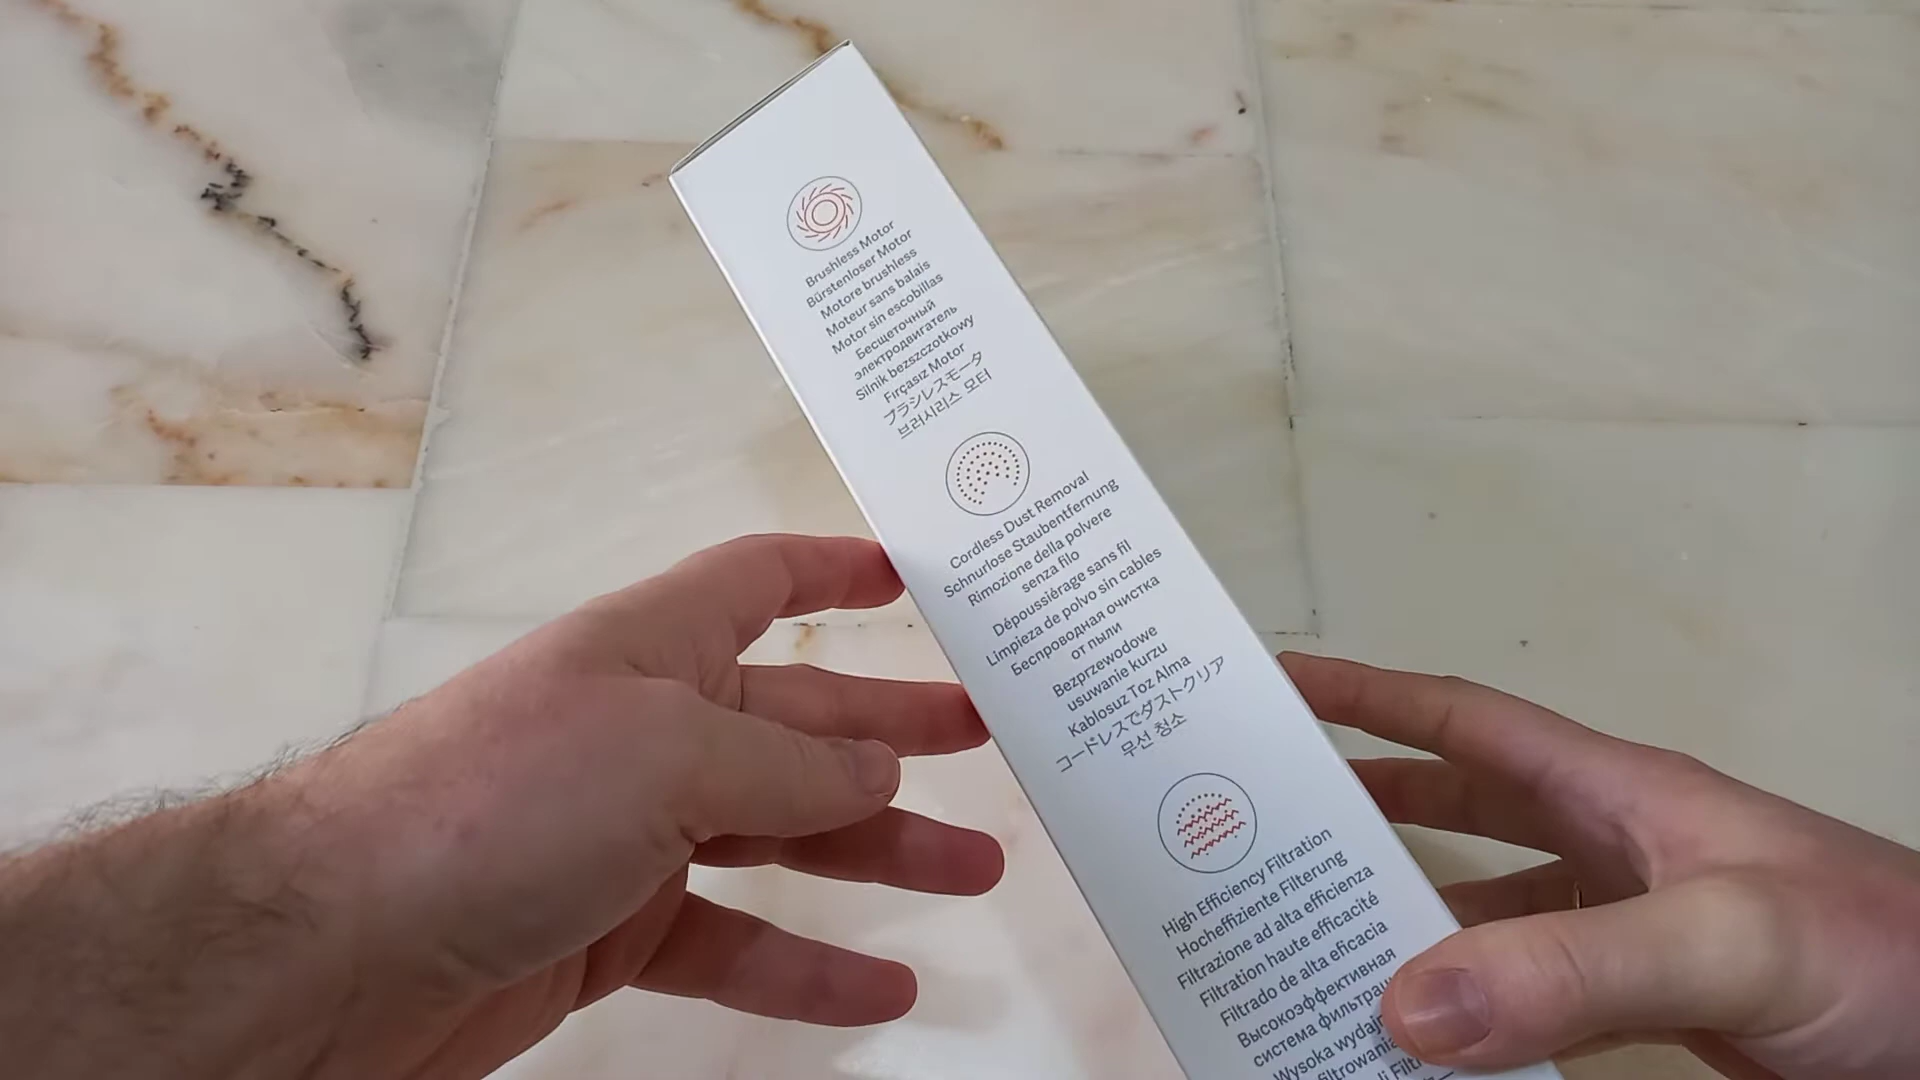 Brushless Motor
Bürstenloser Motor
Motore brushless
Moteur sans balais
Motor sin escobillas
Бесщеточный
электродвигатель
Silnik bezszczotkowy
Fırçasız Motor
ブラシレスモータ
브러시리스 모터
Cordless Dust Removal
Schnurlose Staubentfernung
Rimozione della polvere
senza filo
Dépoussiérage sans fil
Limpieza de polvo sin cables
Беспроводная очистка
от пыли
Bezprzewodowe
usuwanie kurzu
Kablosuz Toz Alma
コードレスでダストクリア
무선 청소
High Efficiency Filtration
Hocheffiziente Filterung
Filtrazione ad alta efficienza
Filtration haute efficacité
Filtrado de alta eficacia
Высокоэффективная
система
Wysoka